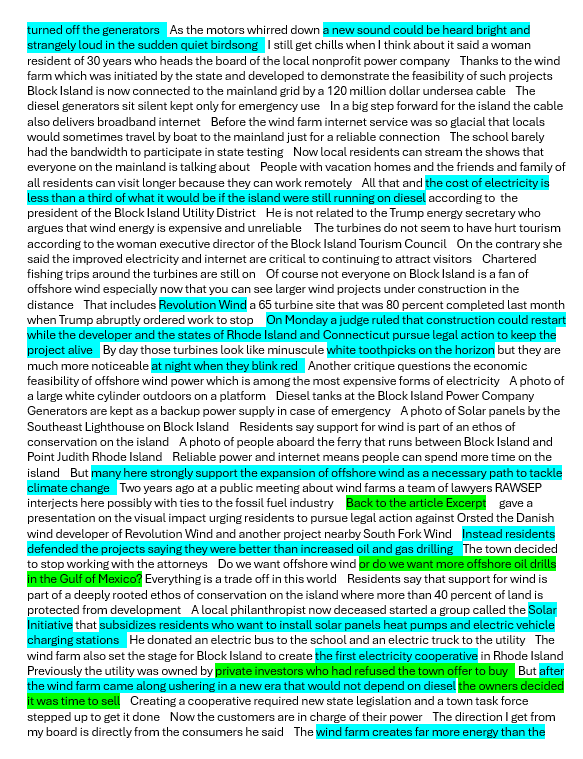 turned off the generators   As the motors whirred down a new sound could be heard bright and
strangely loud in the sudden quiet birdsong   I still get chills when I think about it said a woman
resident of 30 years who heads the board of the local nonprofit power company   Thanks to the wind
farm which was initiated by the state and developed to demonstrate the feasibility of such projects
Block Island is now connected to the mainland grid by a 120 million dollar undersea cable   The
diesel generators sit silent kept only for emergency use   In a big step forward for the island the cable
also delivers broadband internet   Before the wind farm internet service was so glacial that locals
would sometimes travel by boat to the mainland just for a reliable connection   The school barely
had the bandwidth to participate in state testing   Now local residents can stream the shows that
everyone on the mainland is talking about   People with vacation homes and the friends and family of
all residents can visit longer because they can work remotely   All that and the cost of electricity is
less than a third of what it would be if the island were still running on diesel according to  the
president of the Block Island Utility District   He is not related to the Trump energy secretary who
argues that wind energy is expensive and unreliable   The turbines do not seem to have hurt tourism
according to the woman executive director of the Block Island Tourism Council   On the contrary she
said the improved electricity and internet are critical to continuing to attract visitors   Chartered
fishing trips around the turbines are still on   Of course not everyone on Block Island is a fan of
offshore wind especially now that you can see larger wind projects under construction in the
distance   That includes Revolution Wind a 65 turbine site that was 80 percent completed last month
when Trump abruptly ordered work to stop   On Monday a judge ruled that construction could restart
while the developer and the states of Rhode Island and Connecticut pursue legal action to keep the
project alive   By day those turbines look like minuscule white toothpicks on the horizon but they are
much more noticeable at night when they blink red   Another critique questions the economic
feasibility of offshore wind power which is among the most expensive forms of electricity   A photo of
a large white cylinder outdoors on a platform   Diesel tanks at the Block Island Power Company
Generators are kept as a backup power supply in case of emergency   A photo of Solar panels by the
Southeast Lighthouse on Block Island   Residents say support for wind is part of an ethos of
conservation on the island   A photo of people aboard the ferry that runs between Block Island and
Point Judith Rhode Island   Reliable power and internet means people can spend more time on the
island   But many here strongly support the expansion of offshore wind as a necessary path to tackle
climate change   Two years ago at a public meeting about wind farms a team of lawyers RAWSEP
interjects here possibly with ties to the fossil fuel industry   Back to the article Excerpt   gave a
presentation on the visual impact urging residents to pursue legal action against Orsted the Danish
wind developer of Revolution Wind and another project nearby South Fork Wind   Instead residents
defended the projects saying they were better than increased oil and gas drilling   The town decided
to stop working with the attorneys   Do we want offshore wind or do we want more offshore oil drills
in the Gulf of Mexico? Everything is a trade off in this world   Residents say that support for wind is
part of a deeply rooted ethos of conservation on the island where more than 40 percent of land is
protected from development   A local philanthropist now deceased started a group called the Solar
Initiative that subsidizes residents who want to install solar panels heat pumps and electric vehicle
charging stations   He donated an electric bus to the school and an electric truck to the utility   The
wind farm also set the stage for Block Island to create the first electricity cooperative in Rhode Island
Previously the utility was owned by private investors who had refused the town offer to buy   But after
the wind farm came along ushering in a new era that would not depend on diesel the owners decided
it was time to sell   Creating a cooperative required new state legislation and a town task force
stepped up to get it done   Now the customers are in charge of their power   The direction I get from
my board is directly from the consumers he said   The wind farm creates far more energy than the